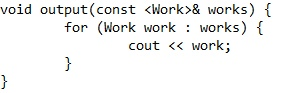 void output(const <Work>& works) {
        for (Work work : works) {
                cout << work;
        }
}